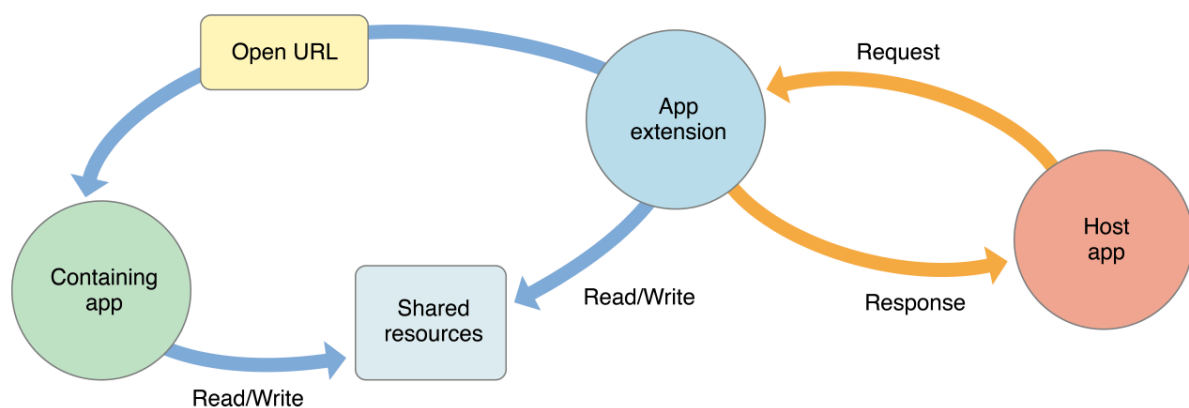 Open URL
App
extension
Request
Host
app
Containing
app
Shared
resources
Read/Write
Response
Read/Write